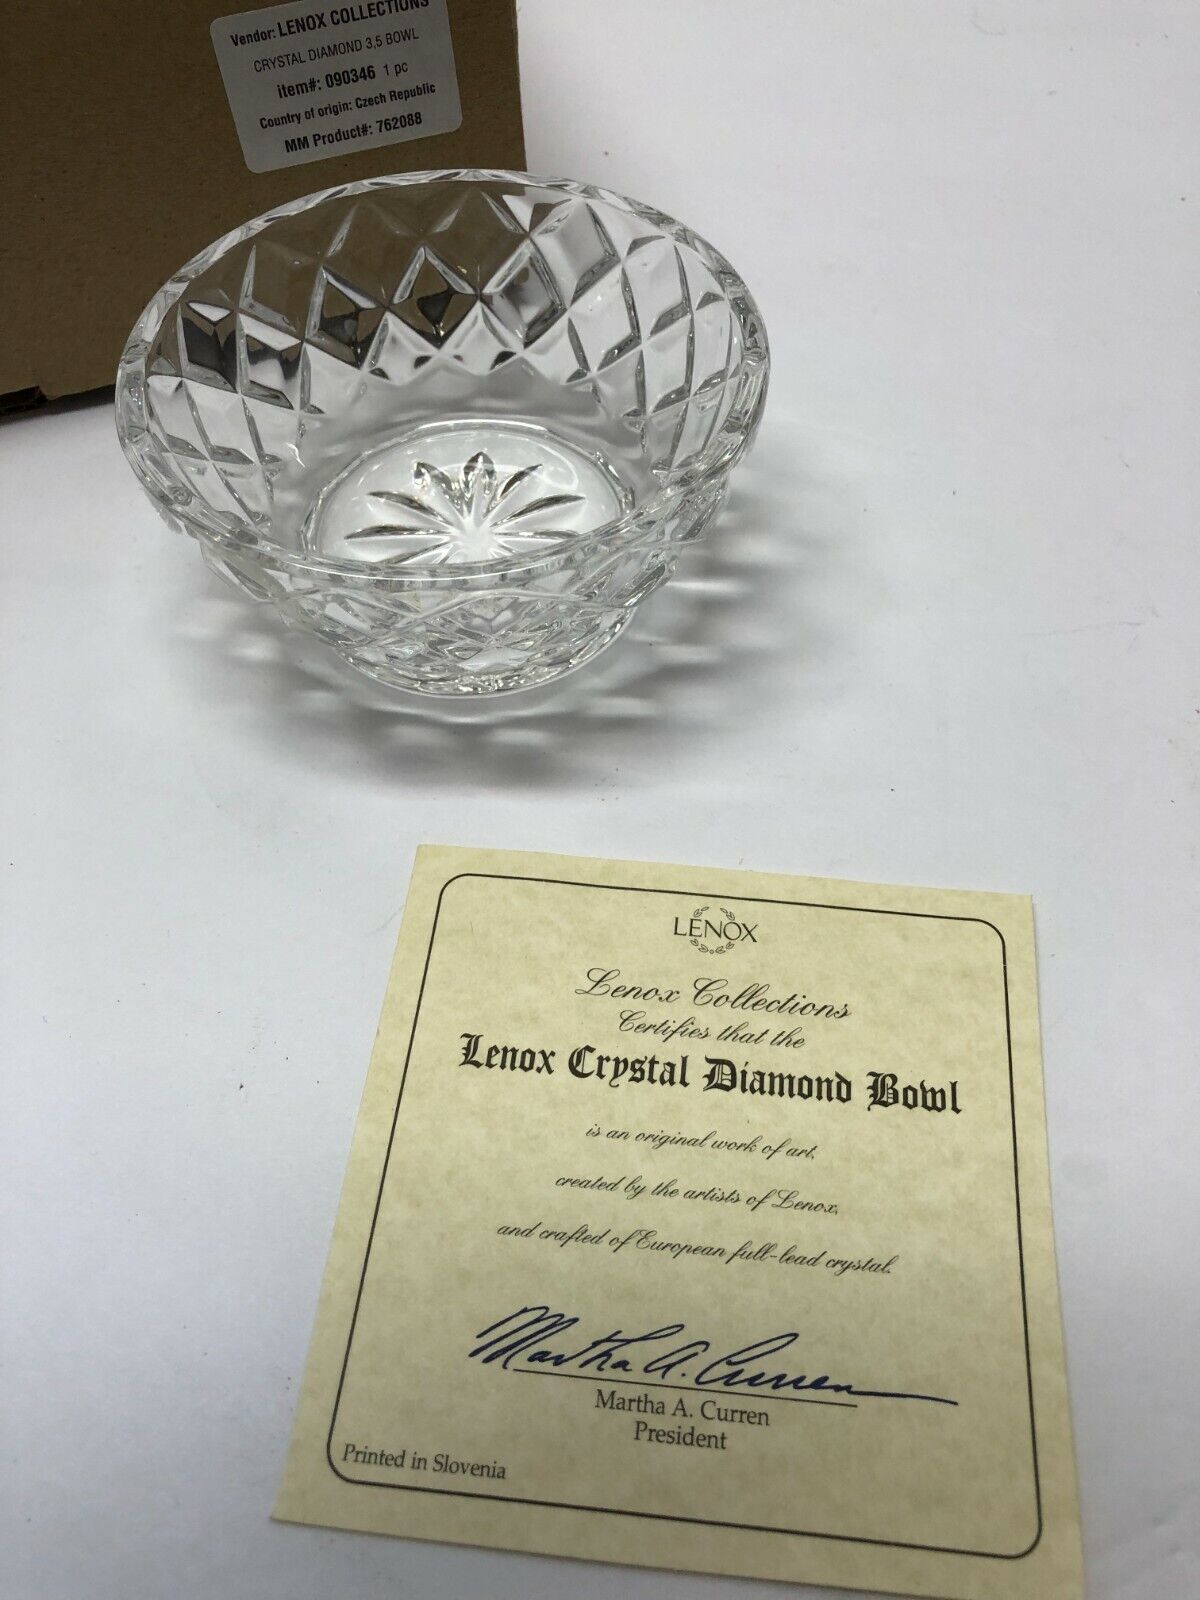 Vendor: LENOX COLLECTIONS
CRYSTAL DIAMOND 3.5 BOWL
item#: 090346 1 pc
Country of origin: Czech Republic
MM Product#: 762088
LENOX
Lenox Collections
Certifies that the
Lenox Crystal Diamond Bowl
is an original work of art,
created by the artists of Lenox,
and crafted of European full-lead crystal.
Martha A. Curren
Martha A. Curren
President
Printed in Slovenia